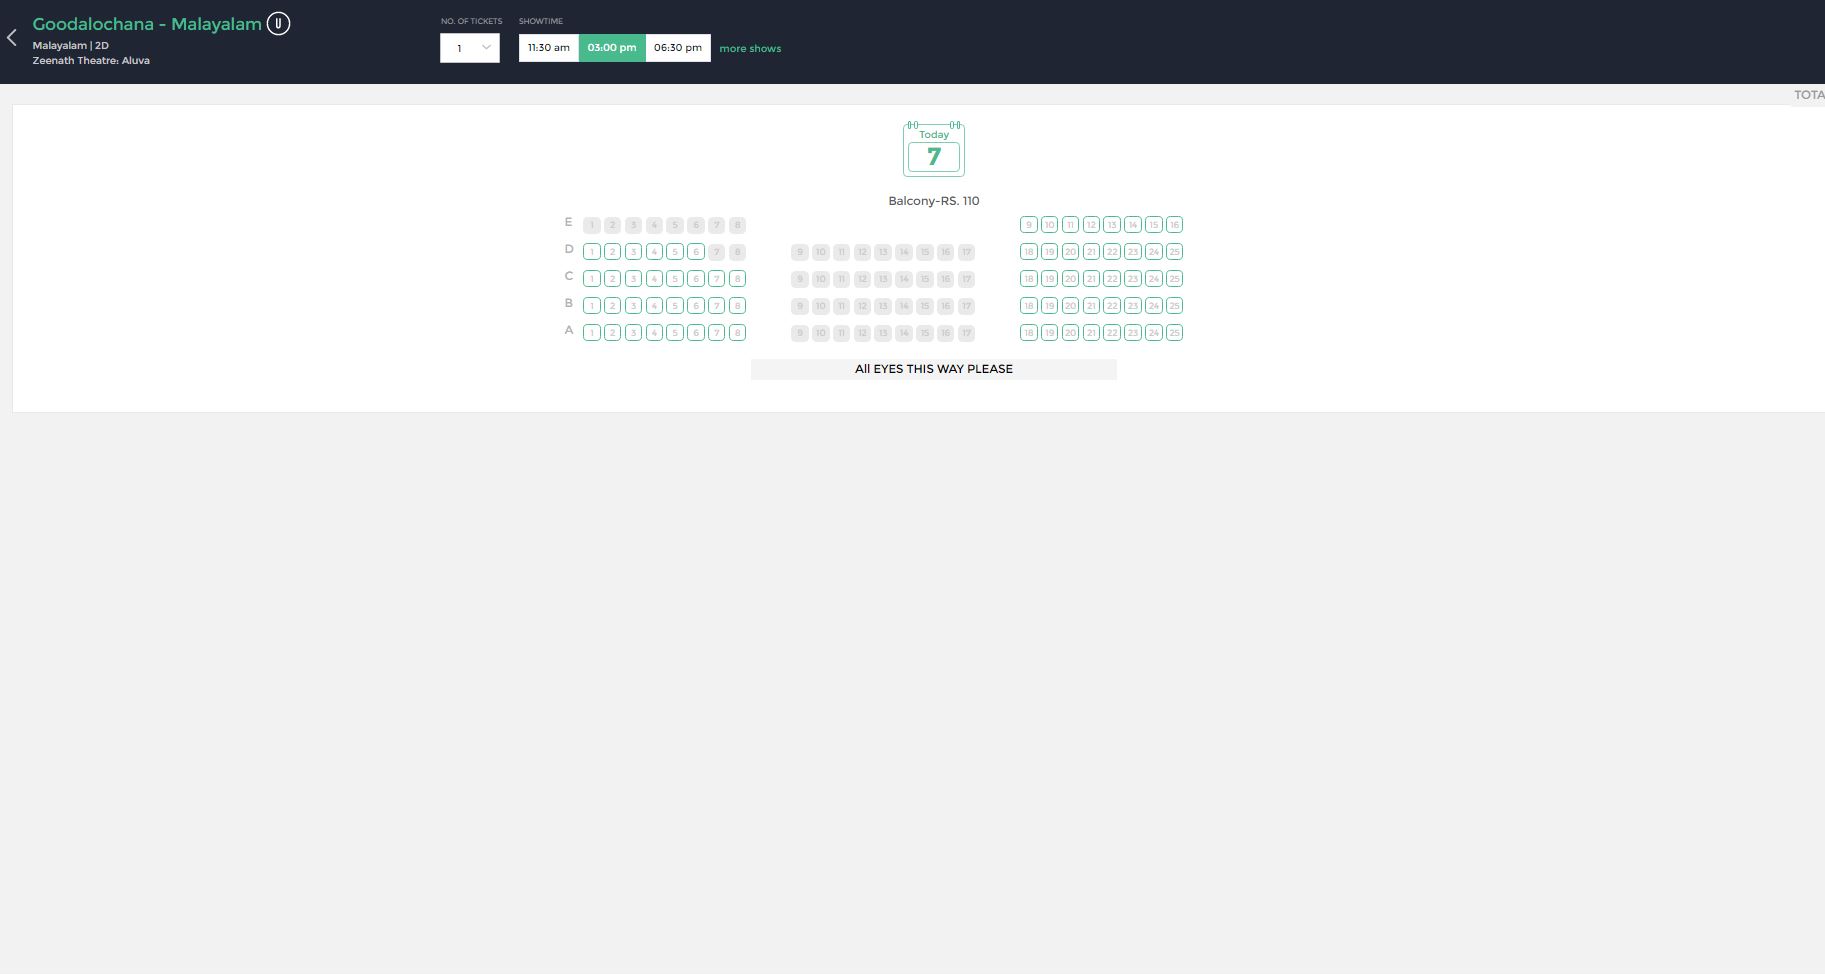 Goodalochana - Malayalam U
Malayalam | 2D
Zeenath Theatre: Aluva
NO. OF TICKETS
1
SHOWTIME
11:30 am 03:00 pm 06:30 pm more shows
TOTA
Today
7
Balcony-RS. 110
E 1 2 3 4 5 6 7 8 9 10 11 12 13 14 15 16
D 1 2 3 4 5 6 7 8 9 10 11 12 13 14 15 16 17 18 19 20 21 22 23 24 25
C 1 2 3 4 5 6 7 8 9 10 11 12 13 14 15 16 17 18 19 20 21 22 23 24 25
B 1 2 3 4 5 6 7 8 9 10 11 12 13 14 15 16 17 18 19 20 21 22 23 24 25
A 1 2 3 4 5 6 7 8 9 10 11 12 13 14 15 16 17 18 19 20 21 22 23 24 25
All EYES THIS WAY PLEASE